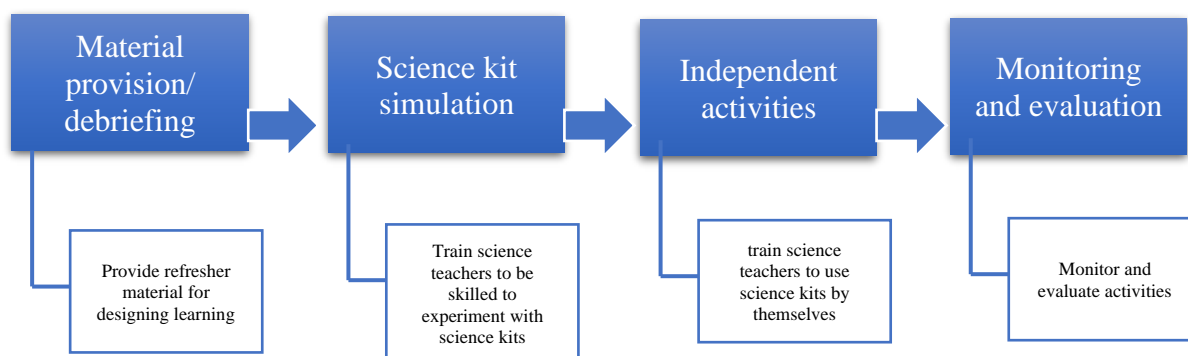 Material
provision/
debriefing
Science kit
simulation
Independent
activities
Monitoring
and evaluation
Provide refresher
material for
designing learning
Train science
teachers to be
skilled to
experiment with
science kits
train science
teachers to use
science kits by
themselves
Monitor and
evaluate activities